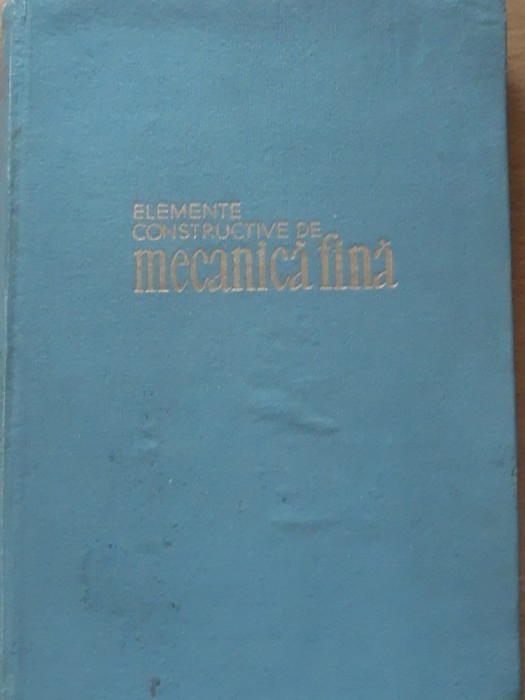 ELEMENTE
CONSTRUCTIVE DE
mecanică fină